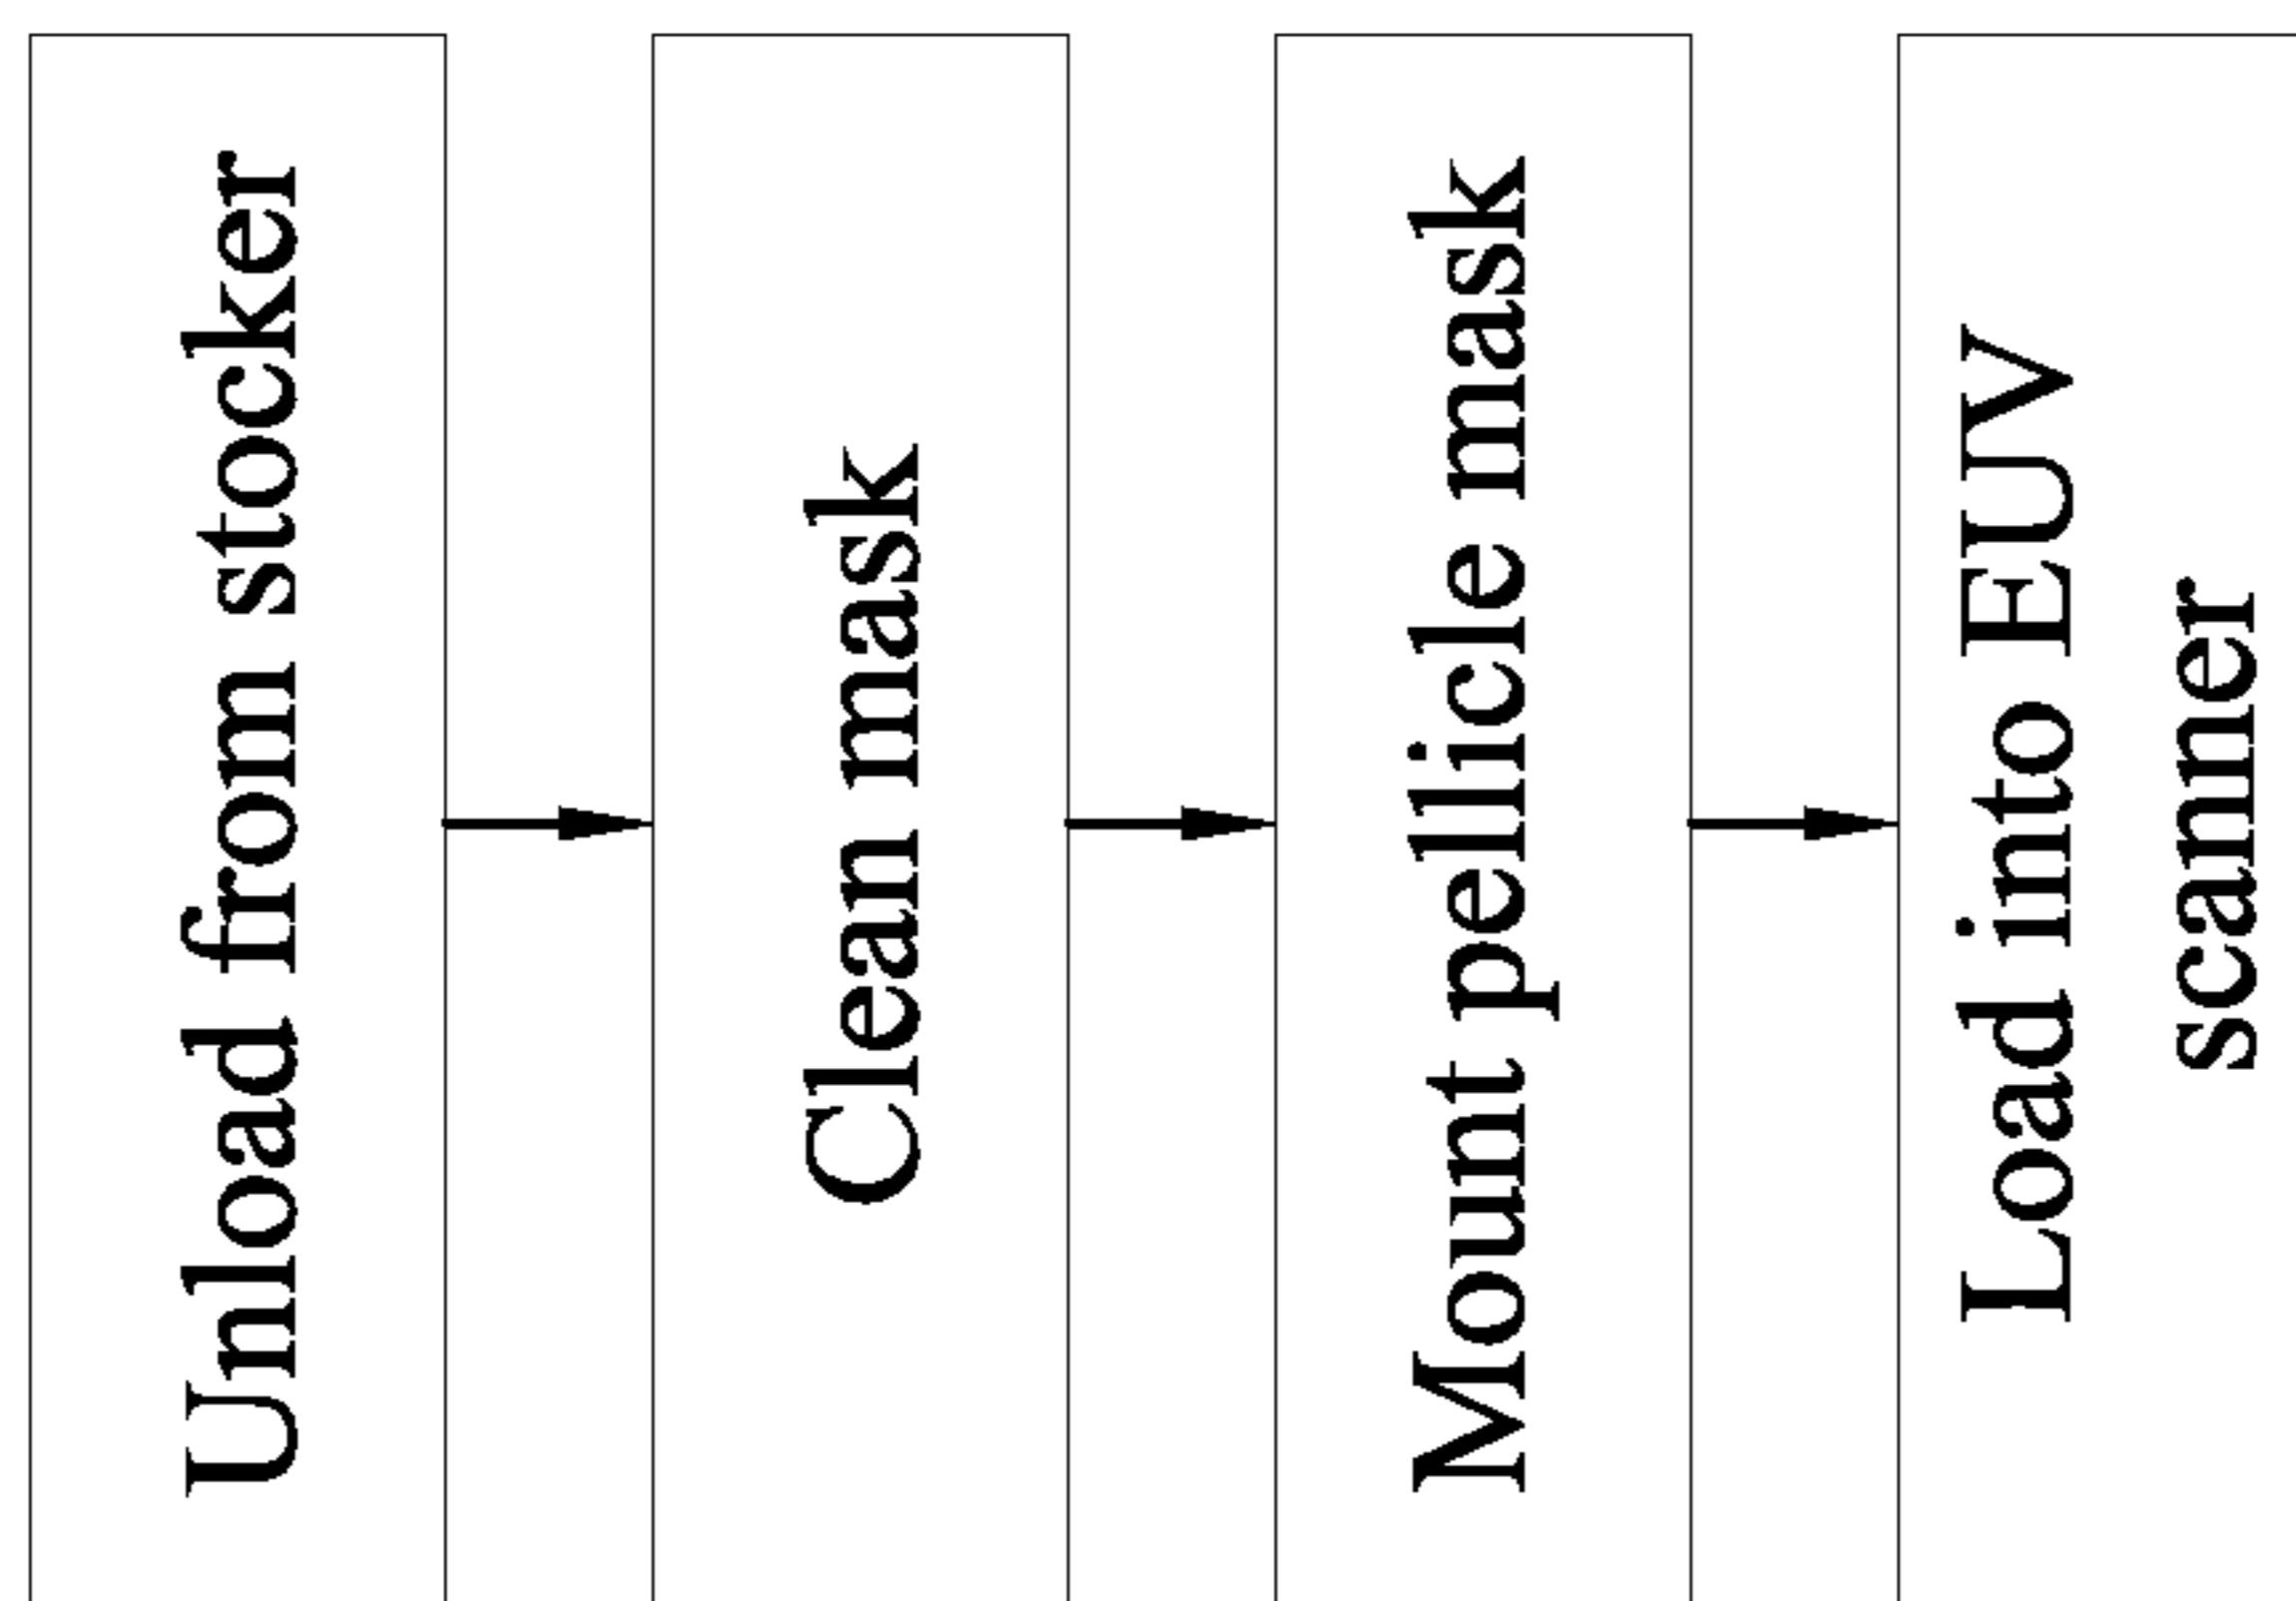 Unload from stocker
Clean mask
Mount pellicle mask
Load into EUV
scanner